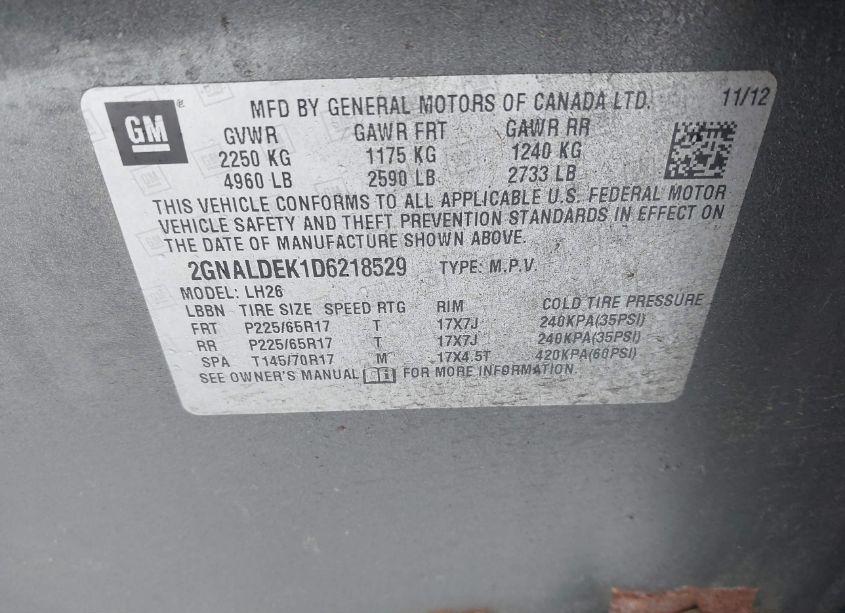 GM ® MFD BY GENERAL MOTORS OF CANADA LTD. 11/12
GVWR GAWR FRT GAWR RR
2250 KG 1175 KG 1240 KG
4960 LB 2590 LB 2733 LB
THIS VEHICLE CONFORMS TO ALL APPLICABLE U.S. FEDERAL MOTOR
VEHICLE SAFETY AND THEFT PREVENTION STANDARDS IN EFFECT ON
THE DATE OF MANUFACTURE SHOWN ABOVE.
2GNALDEK1D6218529 TYPE: M.P.V.
MODEL: LH26
LBBN TIRE SIZE SPEED RTG RIM COLD TIRE PRESSURE
FRT P225/65R17 T 17X7J 240KPA(35PSI)
RR P225/65R17 T 17X7J 240KPA(35PSI)
SPA T145/70R17 M 17X4.5T 420KPA(60PSI)
SEE OWNER'S MANUAL FOR MORE INFORMATION.